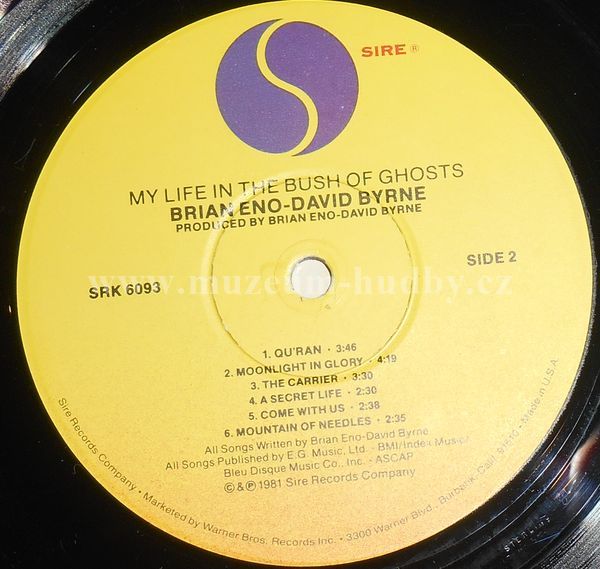 SIRE ®
MY LIFE IN THE BUSH OF GHOSTS
BRIAN ENO-DAVID BYRNE
PRODUCED BY BRIAN ENO-DAVID BYRNE
SRK 6093
SIDE 2
www.muzeum-hudby.cz
1. QU'RAN · 3:46
2. MOONLIGHT IN GLORY · 4:19
3. THE CARRIER · 3:30
4. A SECRET LIFE · 2:30
5. COME WITH US · 2:38
6. MOUNTAIN OF NEEDLES · 2:35
All Songs Written by Brian Eno-David Byrne
All Songs Published by E.G. Music, Ltd. - BMI/Index Music/
Bleu Disque Music Co., Inc. - ASCAP
©&℗ 1981 Sire Records Company
Sire Records Company · Marketed by Warner Bros. Records Inc. · 3300 Warner Blvd., Burbank, Calif. 91510 · Made in U.S.A.